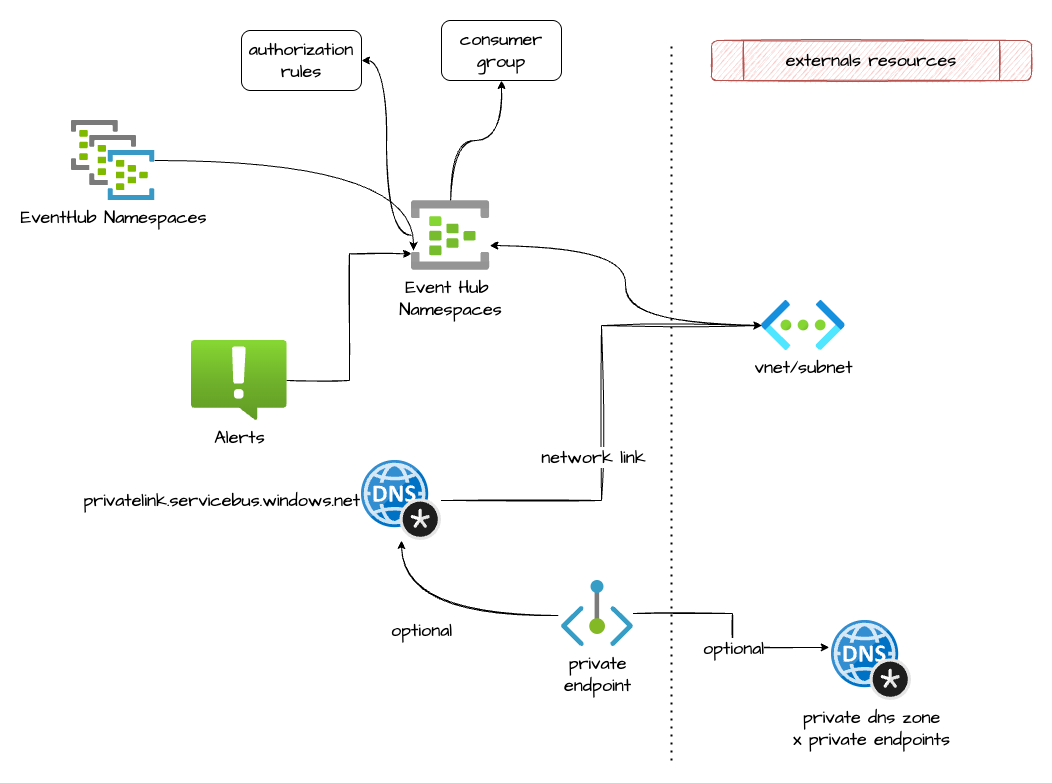 authorization
rules
consumer
group
externals resources
EventHub Namespaces
Event Hub
Namespaces
vnet/subnet
Alerts
network link
privatelink.servicebus.windows.net
DNS
optional
private
endpoint
optional
DNS
private dns zone
x private endpoints